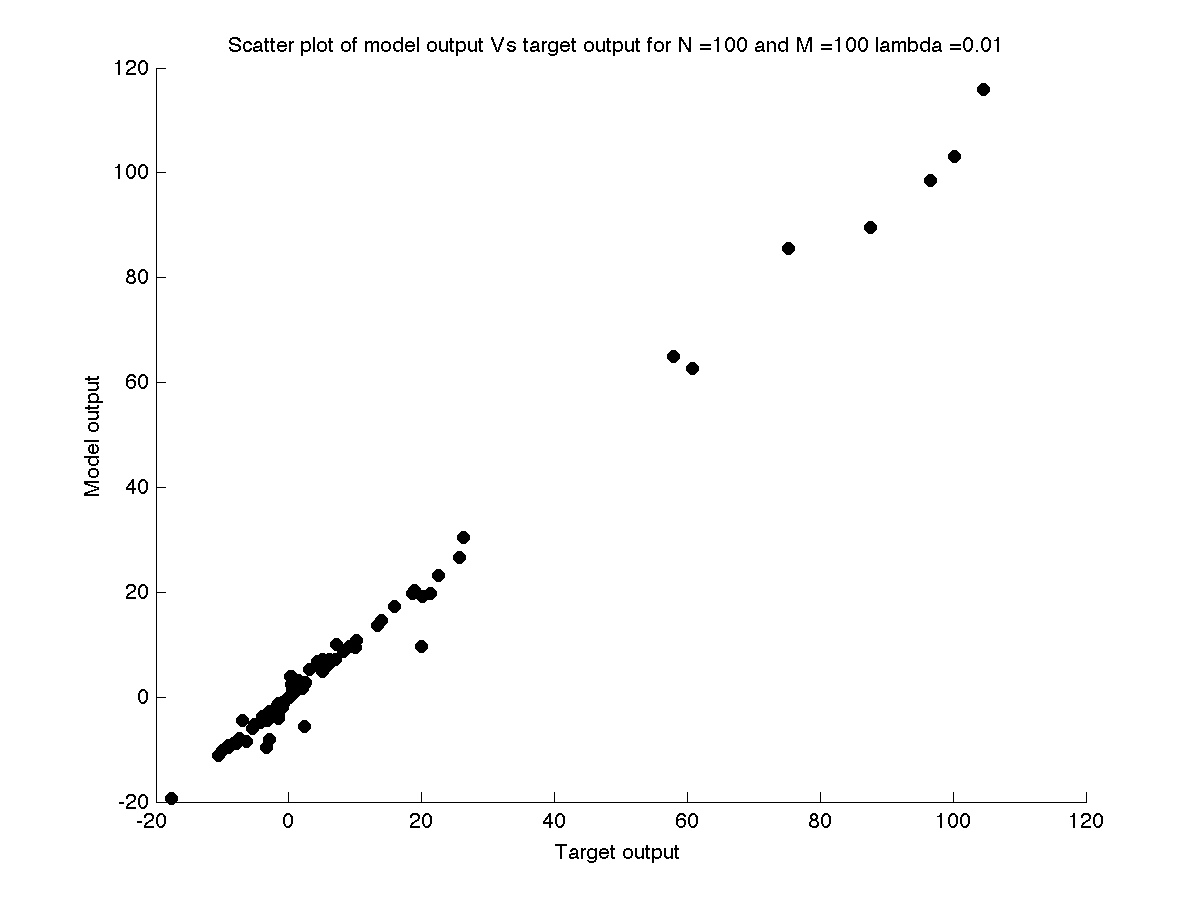 Scatter plot of model output Vs target output for N =100 and M =100 lambda =0.01
120
100
80
60
40
20
0
-20
Model output
-20 0 20 40 60 80 100 120
Target output